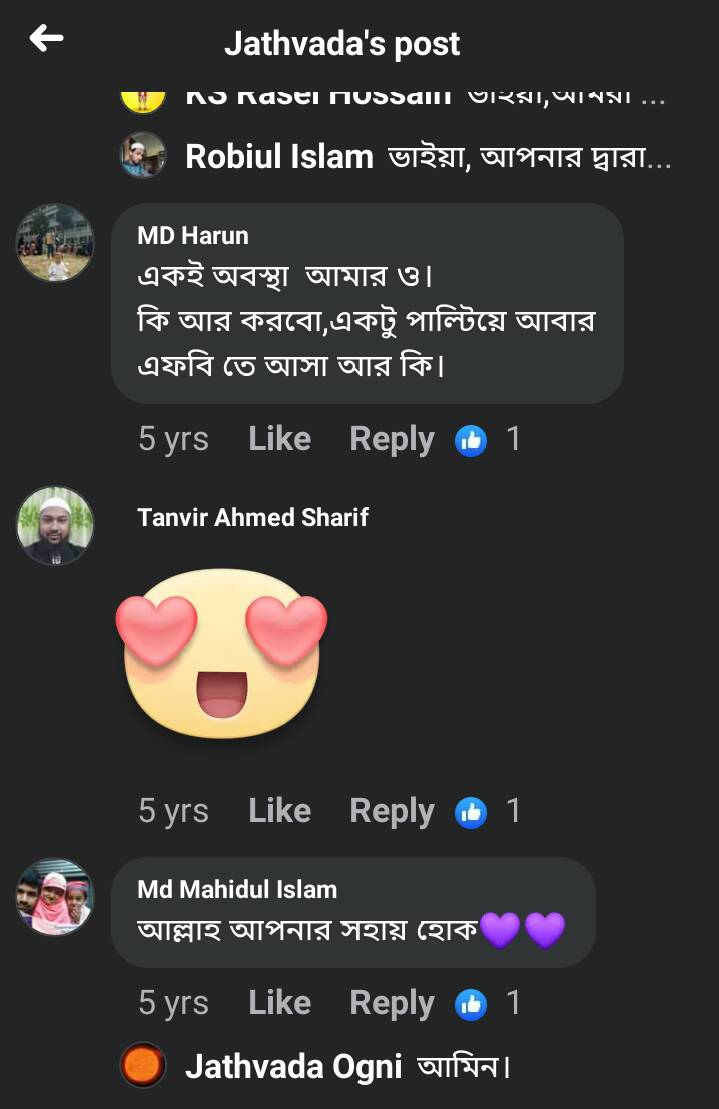 Jathvada's post
KS Rasel Hossain ভাইয়া,আমরা ...
Robiul Islam ভাইয়া, আপনার দ্বারা...
MD Harun
একই অবস্থা আমার ও।
কি আর করবো,একটু পাল্টিয়ে আবার
এফবি তে আসা আর কি।
5 yrs Like Reply 1
Tanvir Ahmed Sharif
5 yrs Like Reply 1
Md Mahidul Islam
আল্লাহ আপনার সহায় হোক💜💜
5 yrs Like Reply 1
Jathvada Ogni আমিন।